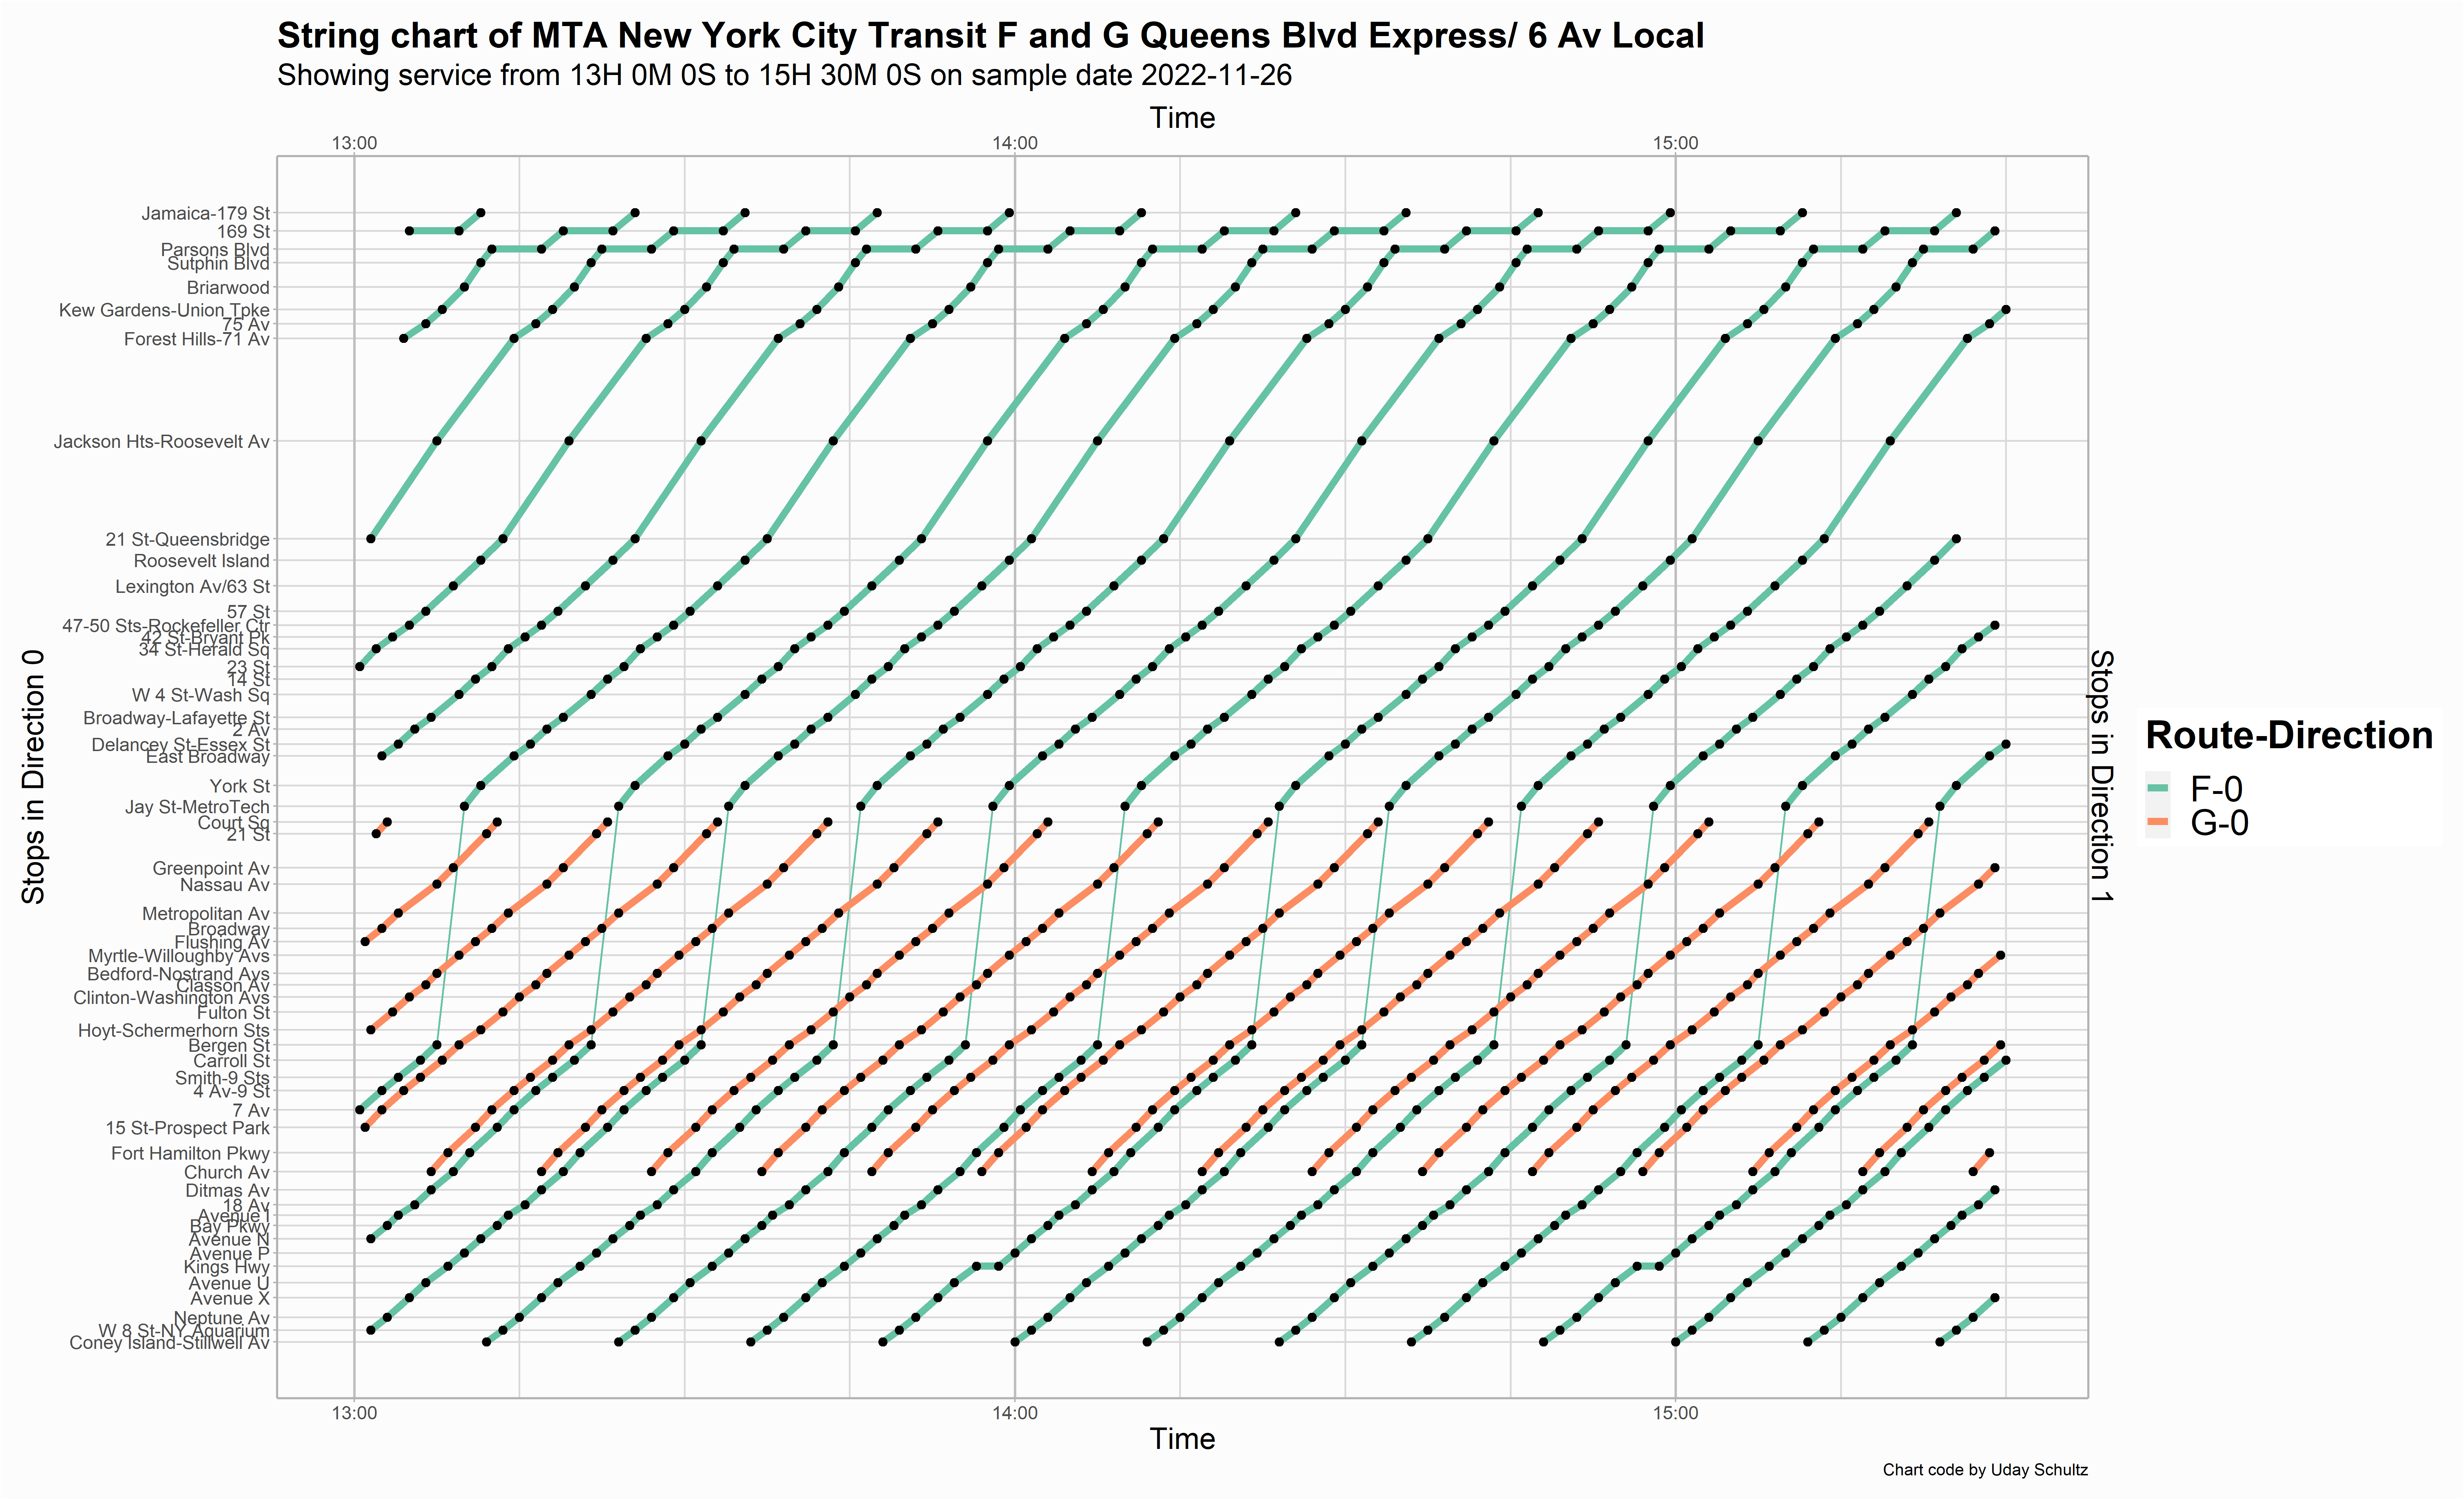 String chart of MTA New York City Transit F and G Queens Blvd Express/ 6 Av Local
Showing service from 13H 0M 0S to 15H 30M 0S on sample date 2022-11-26
Time
13:00 14:00 15:00
Jamaica-179 St
169 St
Parsons Blvd
Sutphin Blvd
Briarwood
Kew Gardens-Union Tpke
75 Av
Forest Hills-71 Av
Jackson Hts-Roosevelt Av
21 St-Queensbridge
Roosevelt Island
Lexington Av/63 St
57 St
47-50 Sts-Rockefeller Ctr
42 St-Bryant Pk
34 St-Herald Sq
23 St
14 St
W 4 St-Wash Sq
Broadway-Lafayette St
2 Av
Delancey St-Essex St
East Broadway
York St
Jay St-MetroTech
Court Sq
21 St
Greenpoint Av
Nassau Av
Metropolitan Av
Broadway
Flushing Av
Myrtle-Willoughby Avs
Bedford-Nostrand Avs
Classon Av
Clinton-Washington Avs
Fulton St
Hoyt-Schermerhorn Sts
Bergen St
Carroll St
Smith-9 Sts
4 Av-9 St
7 Av
15 St-Prospect Park
Fort Hamilton Pkwy
Church Av
Ditmas Av
18 Av
Avenue I
Bay Pkwy
Avenue N
Avenue P
Kings Hwy
Avenue U
Avenue X
Neptune Av
W 8 St-NY Aquarium
Coney Island-Stillwell Av
Stops in Direction 0
Stops in Direction 1
Route-Direction
F-0
G-0
13:00 14:00 15:00
Time
Chart code by Uday Schultz